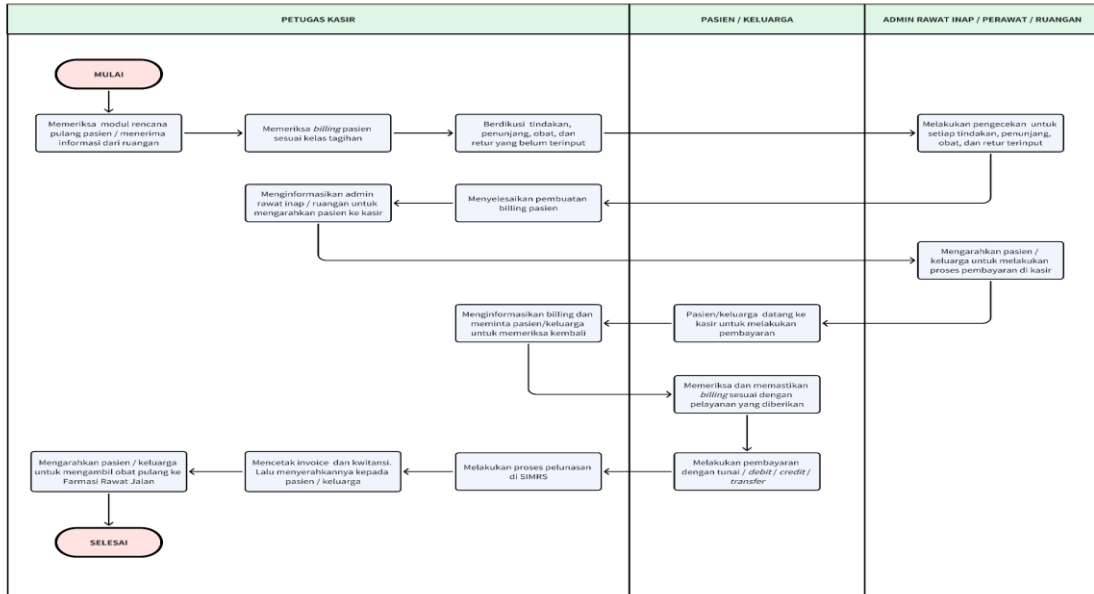 PETUGAS KASIR
PASIEN / KELUARGA
ADMIN RAWAT INAP / PERAWAT / RUANGAN
MULAI
Memeriksa modul rencana
pulang pasien / menerima
informasi dari ruangan
Memeriksa billing pasien
sesuai kelas tagihan
Berdikusi tindakan,
penunjang, obat, dan
retur yang belum terinput
Melakukan pengecekan untuk
setiap tindakan, penunjang,
obat, dan retur terinput
Menginformasikan admin
rawat inap / ruangan untuk
mengarahkan pasien ke kasir
Menyelesaikan pembuatan
billing pasien
Mengarahkan pasien /
keluarga untuk melakukan
proses pembayaran di kasir
Menginformasikan billing dan
meminta pasien/keluarga
untuk memeriksa kembali
Pasien/keluarga datang ke
kasir untuk melakukan
pembayaran
Memeriksa dan memastikan
billing sesuai dengan
pelayanan yang diberikan
Mengarahkan pasien / keluarga
untuk mengambil obat pulang ke
Farmasi Rawat Jalan
Mencetak invoice dan kwitansi.
Lalu menyerahkannya kepada
pasien / keluarga
Melakukan proses pelunasan
di SIMRS
Melakukan pembayaran
dengan tunai / debit / credit /
transfer
SELESAI